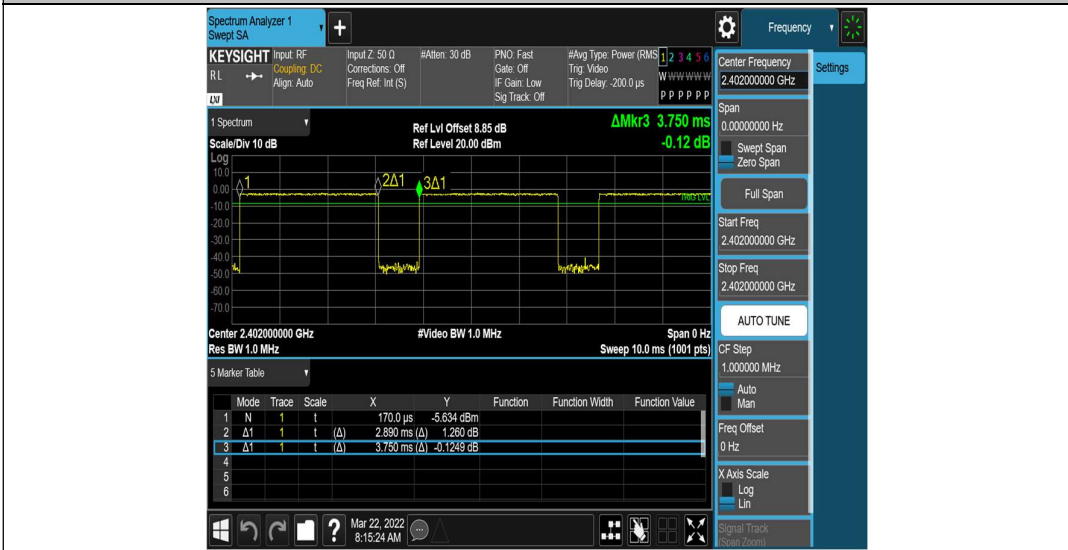 Spectrum Analyzer 1
Swept SA
+
Frequency
KEYSIGHT
RL
LXI
Input: RF
Coupling: DC
Align: Auto
Input Z: 50 Ω
Corrections: Off
Freq Ref: Int (S)
#Atten: 30 dB
PNO: Fast
Gate: Off
IF Gain: Low
Sig Track: Off
#Avg Type: Power (RMS
Trig: Video
Trig Delay: -200.0 µs
1 2 3 4 5 6
W W W W W W
P P P P P P
1 Spectrum
Scale/Div 10 dB
Ref Lvl Offset 8.85 dB
Ref Level 20.00 dBm
ΔMkr3 3.750 ms
-0.12 dB
Log
10.0
0.00
-10.0
-20.0
-30.0
-40.0
-50.0
-60.0
-70.0
1
2Δ1
3Δ1
TRIG LVL
Center 2.402000000 GHz
#Video BW 1.0 MHz
Span 0 Hz
Res BW 1.0 MHz
Sweep 10.0 ms (1001 pts)
5 Marker Table
Mode Trace Scale X Y Function Function Width Function Value
1 N 1 t 170.0 µs -5.634 dBm
2 Δ1 1 t (Δ) 2.890 ms (Δ) 1.260 dB
3 Δ1 1 t (Δ) 3.750 ms (Δ) -0.1249 dB
4
5
6
?
Mar 22, 2022
8:15:24 AM
Center Frequency
2.402000000 GHz
Settings
Span
0.00000000 Hz
Swept Span
Zero Span
Full Span
Start Freq
2.402000000 GHz
Stop Freq
2.402000000 GHz
AUTO TUNE
CF Step
1.000000 MHz
Auto
Man
Freq Offset
0 Hz
X Axis Scale
Log
Lin
Signal Track
(Span Zoom)